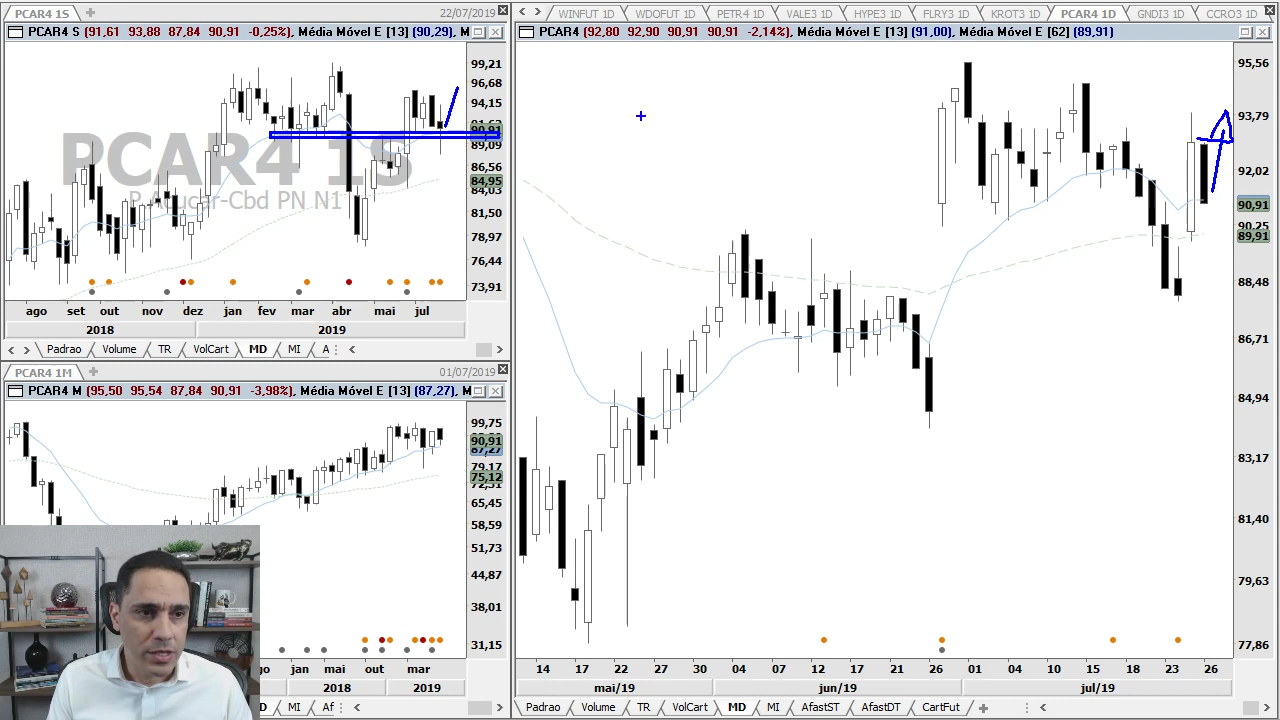 PCAR4 1S
22/07/2019
PCAR4 S (91,61 93,88 87,84 90,91 -0,25%), Média Móvel E [13] (90,29), M
99,21
96,68
94,15
90,91
89,09
86,56
84,95
84,03
81,50
78,97
76,44
73,91
PCAR4 1S
P.Acucar-Cbd PN N1
ago set out nov dez jan fev mar abr mai jul
2018 2019
Padrao Volume TR VolCart MD MI A
PCAR4 1M
01/07/2019
PCAR4 M (95,50 95,54 87,84 90,91 -3,98%), Média Móvel E [13] (87,27), M
99,75
90,91
87,27
79,17
75,12
65,45
58,59
51,73
44,87
38,01
31,15
go jan mai out mar
2018 2019
D MI Af
WINFUT 1D WDOFUT 1D PETR4 1D VALE3 1D HYPE3 1D FLRY3 1D KROT3 1D PCAR4 1D GNDI3 1D CCRO3 1D
PCAR4 (92,80 92,90 90,91 90,91 -2,14%), Média Móvel E [13] (91,00), Média Móvel E [62] (89,91)
95,56
93,79
92,02
90,91
90,25
89,91
88,48
86,71
84,94
83,17
81,40
79,63
77,86
14 17 22 27 30 04 07 12 17 21 26 01 04 10 15 18 23 26
mai/19 jun/19 jul/19
Padrao Volume TR VolCart MD MI AfastST AfastDT CartFut